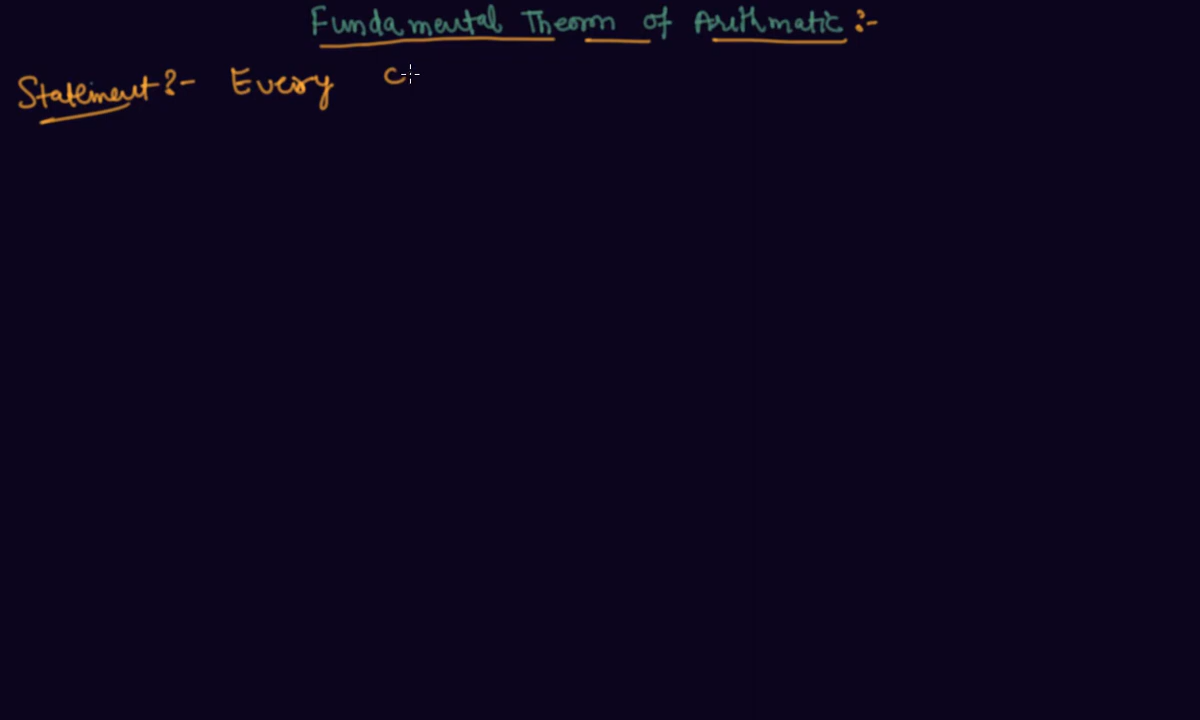 Fundamental Theorm of Arithmatic :-
Statement :- Every c